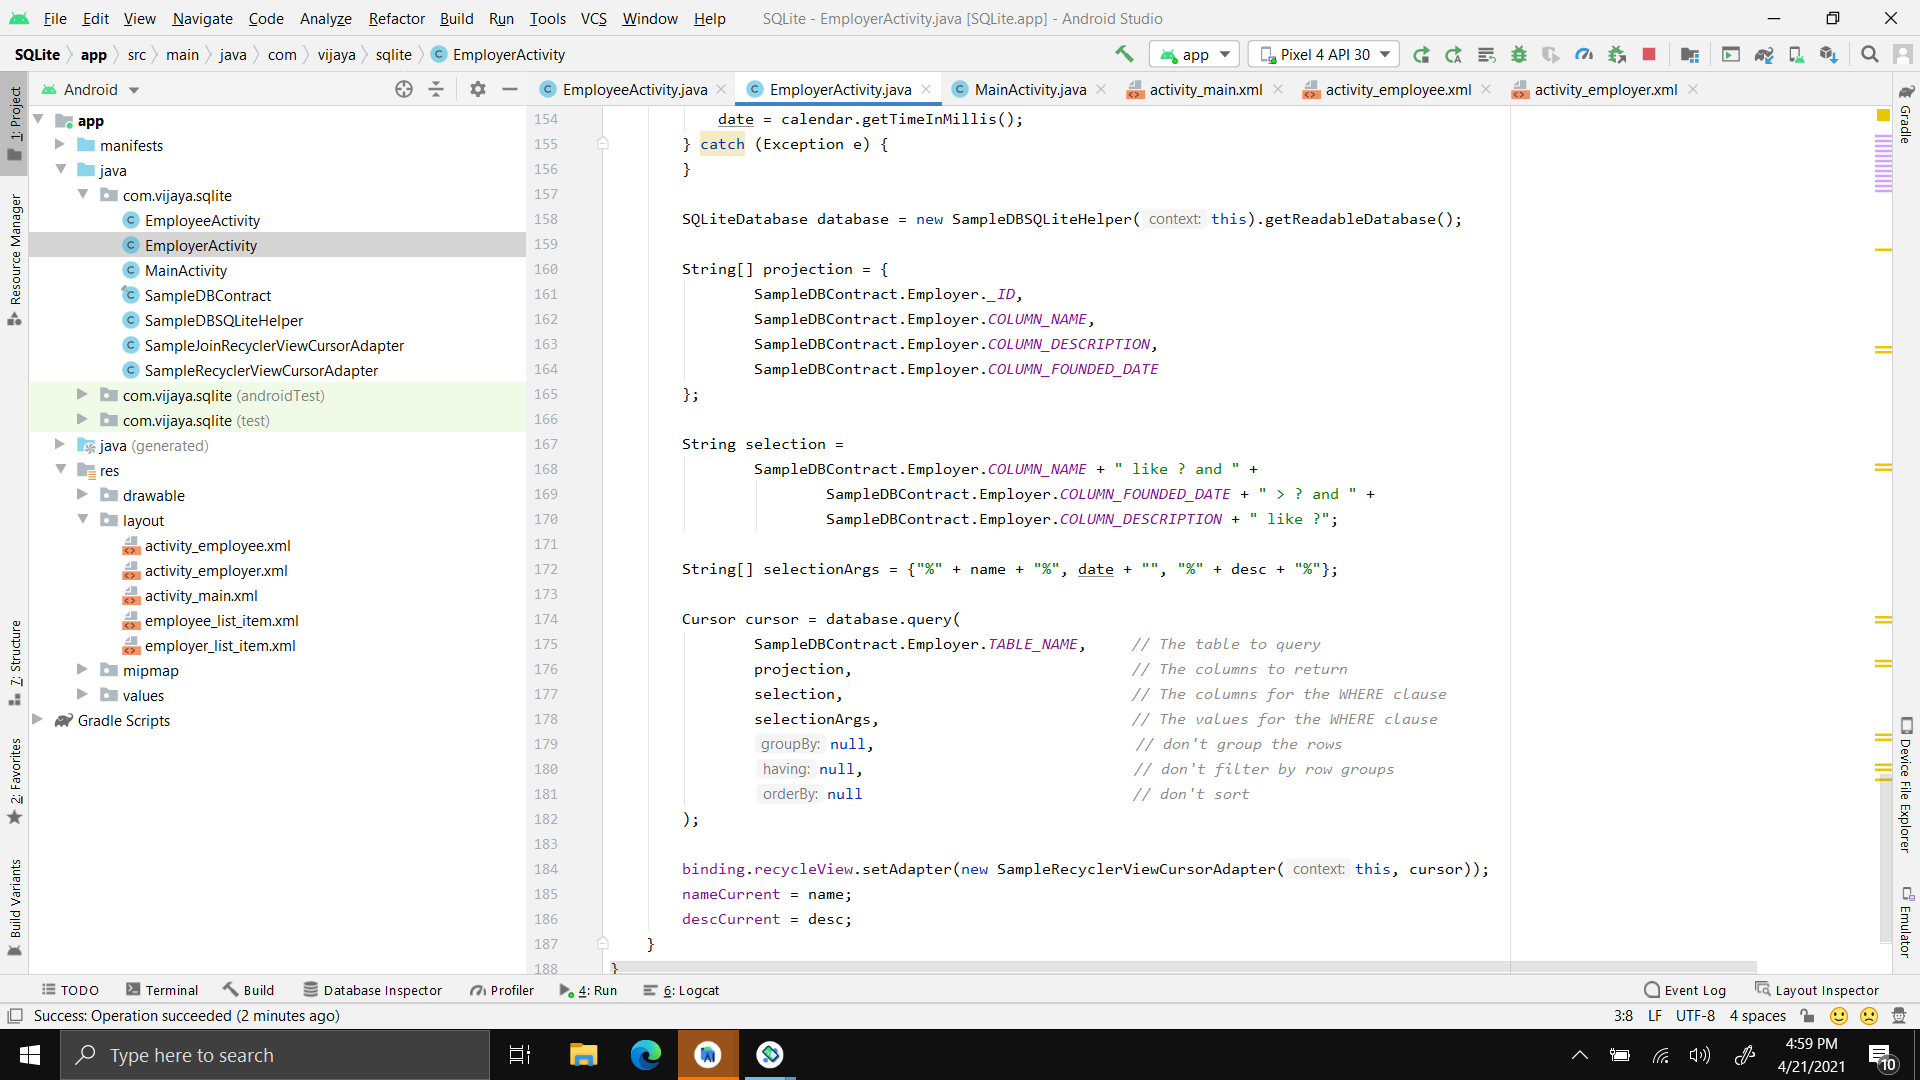 File Edit View Navigate Code Analyze Refactor Build Run Tools VCS Window Help SQLite - EmployerActivity.java [SQLite.app] - Android Studio
SQLite app src main java com vijaya sqlite EmployerActivity app Pixel 4 API 30
Android EmployeeActivity.java EmployerActivity.java MainActivity.java activity_main.xml activity_employee.xml activity_employer.xml
1: Project
Resource Manager
7: Structure
2: Favorites
Build Variants
app
manifests
java
com.vijaya.sqlite
EmployeeActivity
EmployerActivity
MainActivity
SampleDBContract
SampleDBSQLiteHelper
SampleJoinRecyclerViewCursorAdapter
SampleRecyclerViewCursorAdapter
com.vijaya.sqlite (androidTest)
com.vijaya.sqlite (test)
java (generated)
res
drawable
layout
activity_employee.xml
activity_employer.xml
activity_main.xml
employee_list_item.xml
employer_list_item.xml
mipmap
values
Gradle Scripts
154 date = calendar.getTimeInMillis();
155 } catch (Exception e) {
156 }
157
158 SQLiteDatabase database = new SampleDBSQLiteHelper( context: this).getReadableDatabase();
159
160 String[] projection = {
161 SampleDBContract.Employer._ID,
162 SampleDBContract.Employer.COLUMN_NAME,
163 SampleDBContract.Employer.COLUMN_DESCRIPTION,
164 SampleDBContract.Employer.COLUMN_FOUNDED_DATE
165 };
166
167 String selection =
168 SampleDBContract.Employer.COLUMN_NAME + " like ? and " +
169 SampleDBContract.Employer.COLUMN_FOUNDED_DATE + " > ? and " +
170 SampleDBContract.Employer.COLUMN_DESCRIPTION + " like ?";
171
172 String[] selectionArgs = {"%" + name + "%", date + "", "%" + desc + "%"};
173
174 Cursor cursor = database.query(
175 SampleDBContract.Employer.TABLE_NAME, // The table to query
176 projection, // The columns to return
177 selection, // The columns for the WHERE clause
178 selectionArgs, // The values for the WHERE clause
179 groupBy: null, // don't group the rows
180 having: null, // don't filter by row groups
181 orderBy: null // don't sort
182 );
183
184 binding.recycleView.setAdapter(new SampleRecyclerViewCursorAdapter( context: this, cursor));
185 nameCurrent = name;
186 descCurrent = desc;
187 }
188 }
Gradle
Device File Explorer
Emulator
TODO Terminal Build Database Inspector Profiler 4: Run 6: Logcat Event Log Layout Inspector
Success: Operation succeeded (2 minutes ago) 3:8 LF UTF-8 4 spaces
Type here to search
4:59 PM
4/21/2021
10